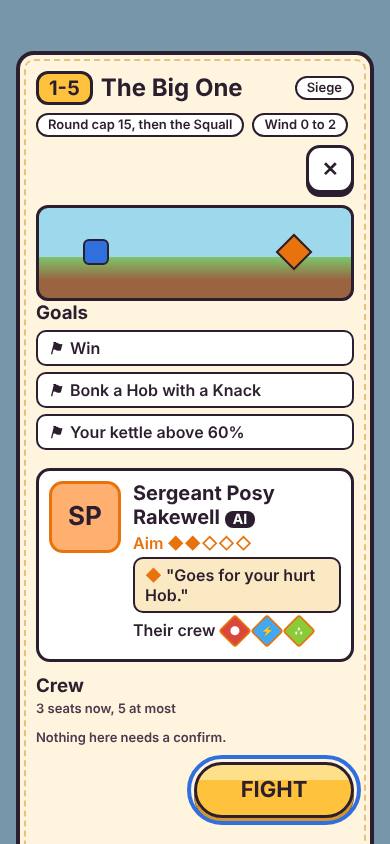 1-5 The Big One Siege
Round cap 15, then the Squall Wind 0 to 2
✕
Goals
Win
Bonk a Hob with a Knack
Your kettle above 60%
SP
Sergeant Posy
Rakewell AI
Aim
"Goes for your hurt
Hob."
Their crew
Crew
3 seats now, 5 at most
Nothing here needs a confirm.
FIGHT